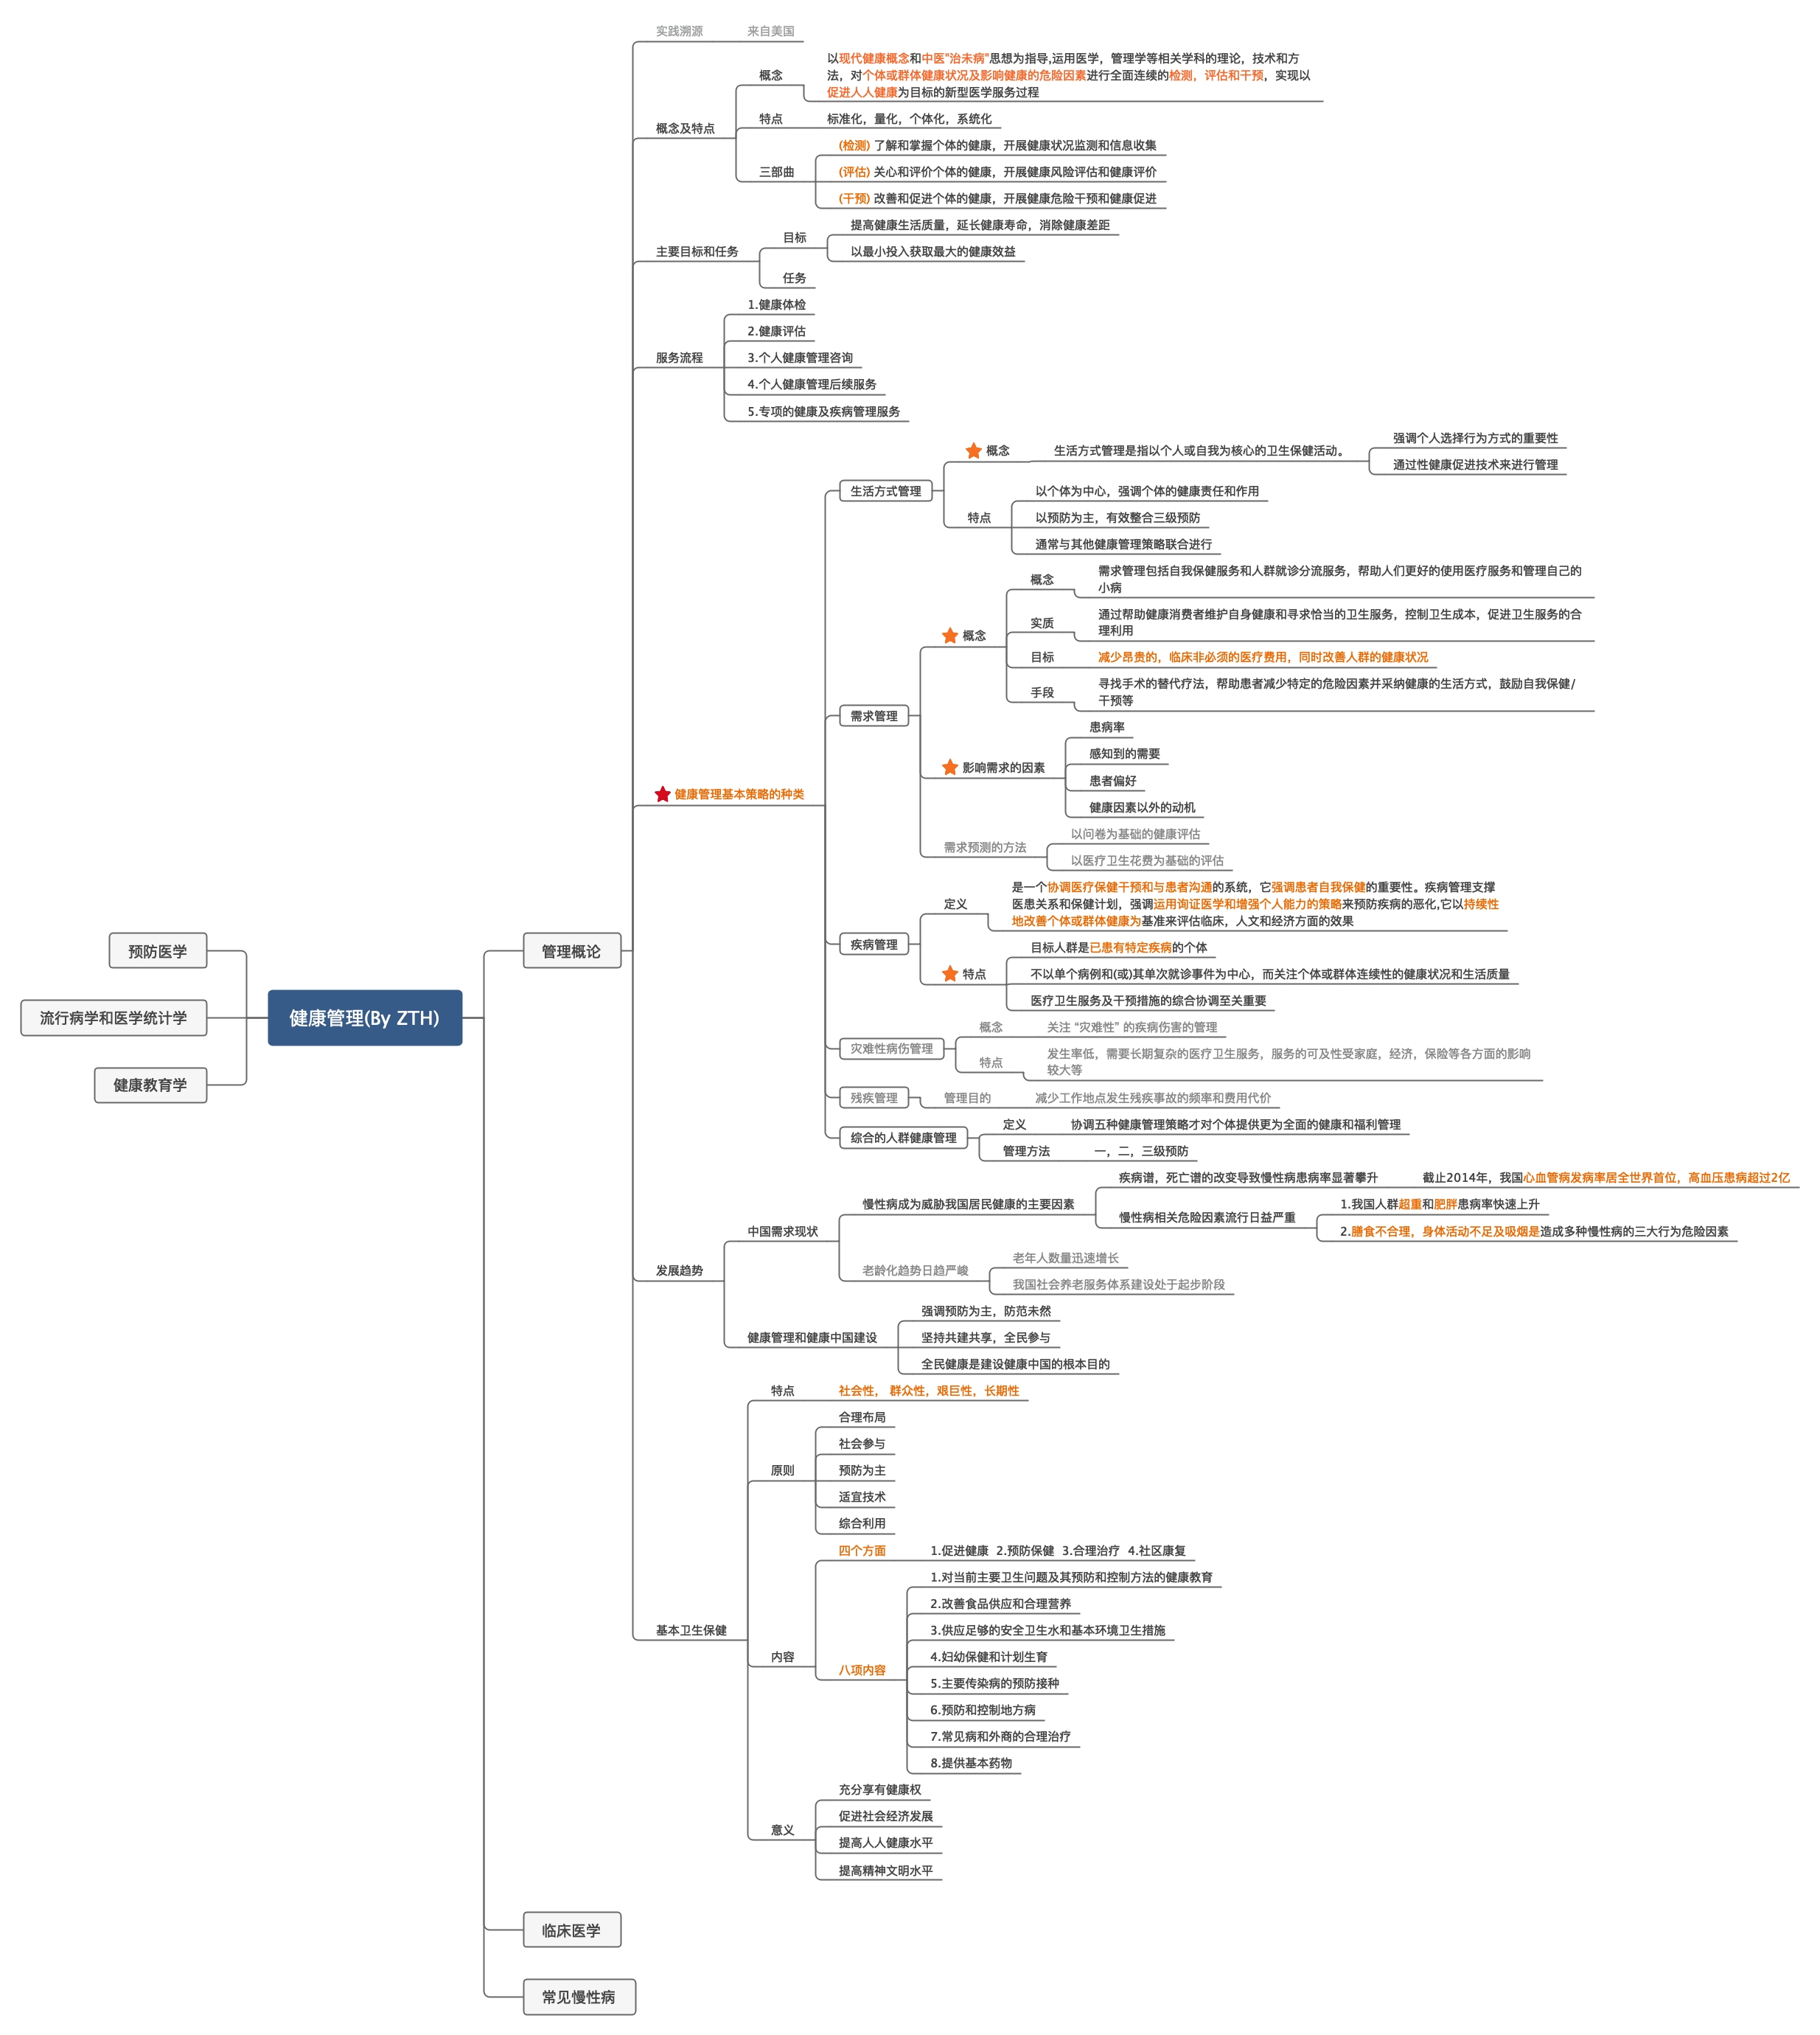 实践溯源
来自美国
概念及特点
概念
以现代健康概念和中医"治未病"思想为指导,运用医学，管理学等相关学科的理论，技术和方
法，对个体或群体健康状况及影响健康的危险因素进行全面连续的检测，评估和干预，实现以
促进人人健康为目标的新型医学服务过程
特点
标准化，量化，个体化，系统化
三部曲
(检测) 了解和掌握个体的健康，开展健康状况监测和信息收集
(评估) 关心和评价个体的健康，开展健康风险评估和健康评价
(干预) 改善和促进个体的健康，开展健康危险干预和健康促进
主要目标和任务
目标
提高健康生活质量，延长健康寿命，消除健康差距
以最小投入获取最大的健康效益
任务
服务流程
1.健康体检
2.健康评估
3.个人健康管理咨询
4.个人健康管理后续服务
5.专项的健康及疾病管理服务
健康管理基本策略的种类
生活方式管理
概念
生活方式管理是指以个人或自我为核心的卫生保健活动。
强调个人选择行为方式的重要性
通过性健康促进技术来进行管理
特点
以个体为中心，强调个体的健康责任和作用
以预防为主，有效整合三级预防
通常与其他健康管理策略联合进行
需求管理
概念
概念
需求管理包括自我保健服务和人群就诊分流服务，帮助人们更好的使用医疗服务和管理自己的
小病
实质
通过帮助健康消费者维护自身健康和寻求恰当的卫生服务，控制卫生成本，促进卫生服务的合
理利用
目标
减少昂贵的，临床非必须的医疗费用，同时改善人群的健康状况
手段
寻找手术的替代疗法，帮助患者减少特定的危险因素并采纳健康的生活方式，鼓励自我保健/
干预等
影响需求的因素
患病率
感知到的需要
患者偏好
健康因素以外的动机
需求预测的方法
以问卷为基础的健康评估
以医疗卫生花费为基础的评估
疾病管理
定义
是一个协调医疗保健干预和与患者沟通的系统，它强调患者自我保健的重要性。疾病管理支撑
医患关系和保健计划，强调运用询证医学和增强个人能力的策略来预防疾病的恶化,它以持续性
地改善个体或群体健康为基准来评估临床，人文和经济方面的效果
特点
目标人群是已患有特定疾病的个体
不以单个病例和(或)其单次就诊事件为中心，而关注个体或群体连续性的健康状况和生活质量
医疗卫生服务及干预措施的综合协调至关重要
灾难性病伤管理
概念
关注 “灾难性” 的疾病伤害的管理
特点
发生率低，需要长期复杂的医疗卫生服务，服务的可及性受家庭，经济，保险等各方面的影响
较大等
残疾管理
管理目的
减少工作地点发生残疾事故的频率和费用代价
综合的人群健康管理
定义
协调五种健康管理策略才对个体提供更为全面的健康和福利管理
管理方法
一，二，三级预防
发展趋势
中国需求现状
慢性病成为威胁我国居民健康的主要因素
疾病谱，死亡谱的改变导致慢性病患病率显著攀升
截止2014年，我国心血管病发病率居全世界首位，高血压患病超过2亿
慢性病相关危险因素流行日益严重
1.我国人群超重和肥胖患病率快速上升
2.膳食不合理，身体活动不足及吸烟是造成多种慢性病的三大行为危险因素
老龄化趋势日趋严峻
老年人数量迅速增长
我国社会养老服务体系建设处于起步阶段
健康管理和健康中国建设
强调预防为主，防范未然
坚持共建共享，全民参与
全民健康是建设健康中国的根本目的
基本卫生保健
特点
社会性， 群众性，艰巨性，长期性
原则
合理布局
社会参与
预防为主
适宜技术
综合利用
内容
四个方面
1.促进健康 2.预防保健 3.合理治疗 4.社区康复
八项内容
1.对当前主要卫生问题及其预防和控制方法的健康教育
2.改善食品供应和合理营养
3.供应足够的安全卫生水和基本环境卫生措施
4.妇幼保健和计划生育
5.主要传染病的预防接种
6.预防和控制地方病
7.常见病和外商的合理治疗
8.提供基本药物
意义
充分享有健康权
促进社会经济发展
提高人人健康水平
提高精神文明水平
管理概论
预防医学
流行病学和医学统计学
健康教育学
健康管理(By ZTH)
临床医学
常见慢性病